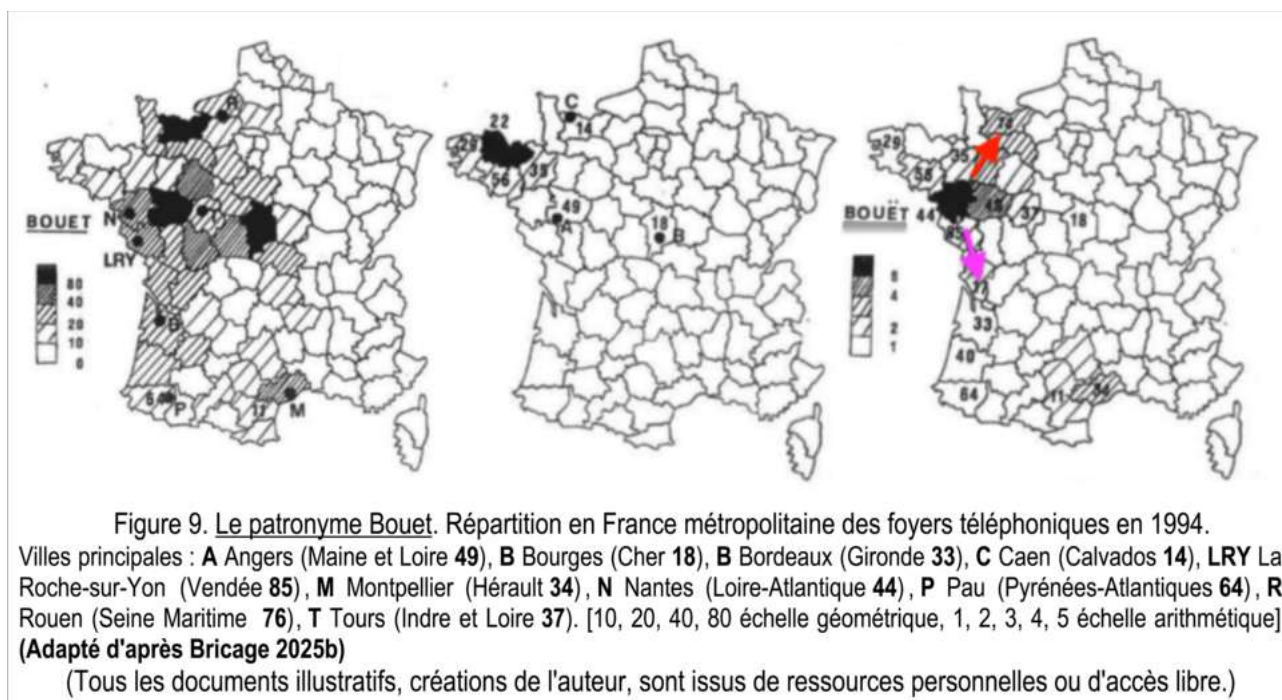 R
N
LRY
B
64
P
11
M
BOUET
80
40
20
10
0
22
29
56
35
C
14
49
A
18
B
29
35
56
44
49
37
18
33
40
64
11
34
BOUËT
4
2
1
Figure 9. Le patronyme Bouet. Répartition en France métropolitaine des foyers téléphoniques en 1994.
Villes principales : A Angers (Maine et Loire 49), B Bourges (Cher 18), B Bordeaux (Gironde 33), C Caen (Calvados 14), LRY La
Roche-sur-Yon (Vendée 85), M Montpellier (Hérault 34), N Nantes (Loire-Atlantique 44), P Pau (Pyrénées-Atlantiques 64), R
Rouen (Seine Maritime 76), T Tours (Indre et Loire 37). [10, 20, 40, 80 échelle géométrique, 1, 2, 3, 4, 5 échelle arithmétique]
(Adapté d'après Bricage 2025b)
(Tous les documents illustratifs, créations de l'auteur, sont issus de ressources personnelles ou d'accès libre.)